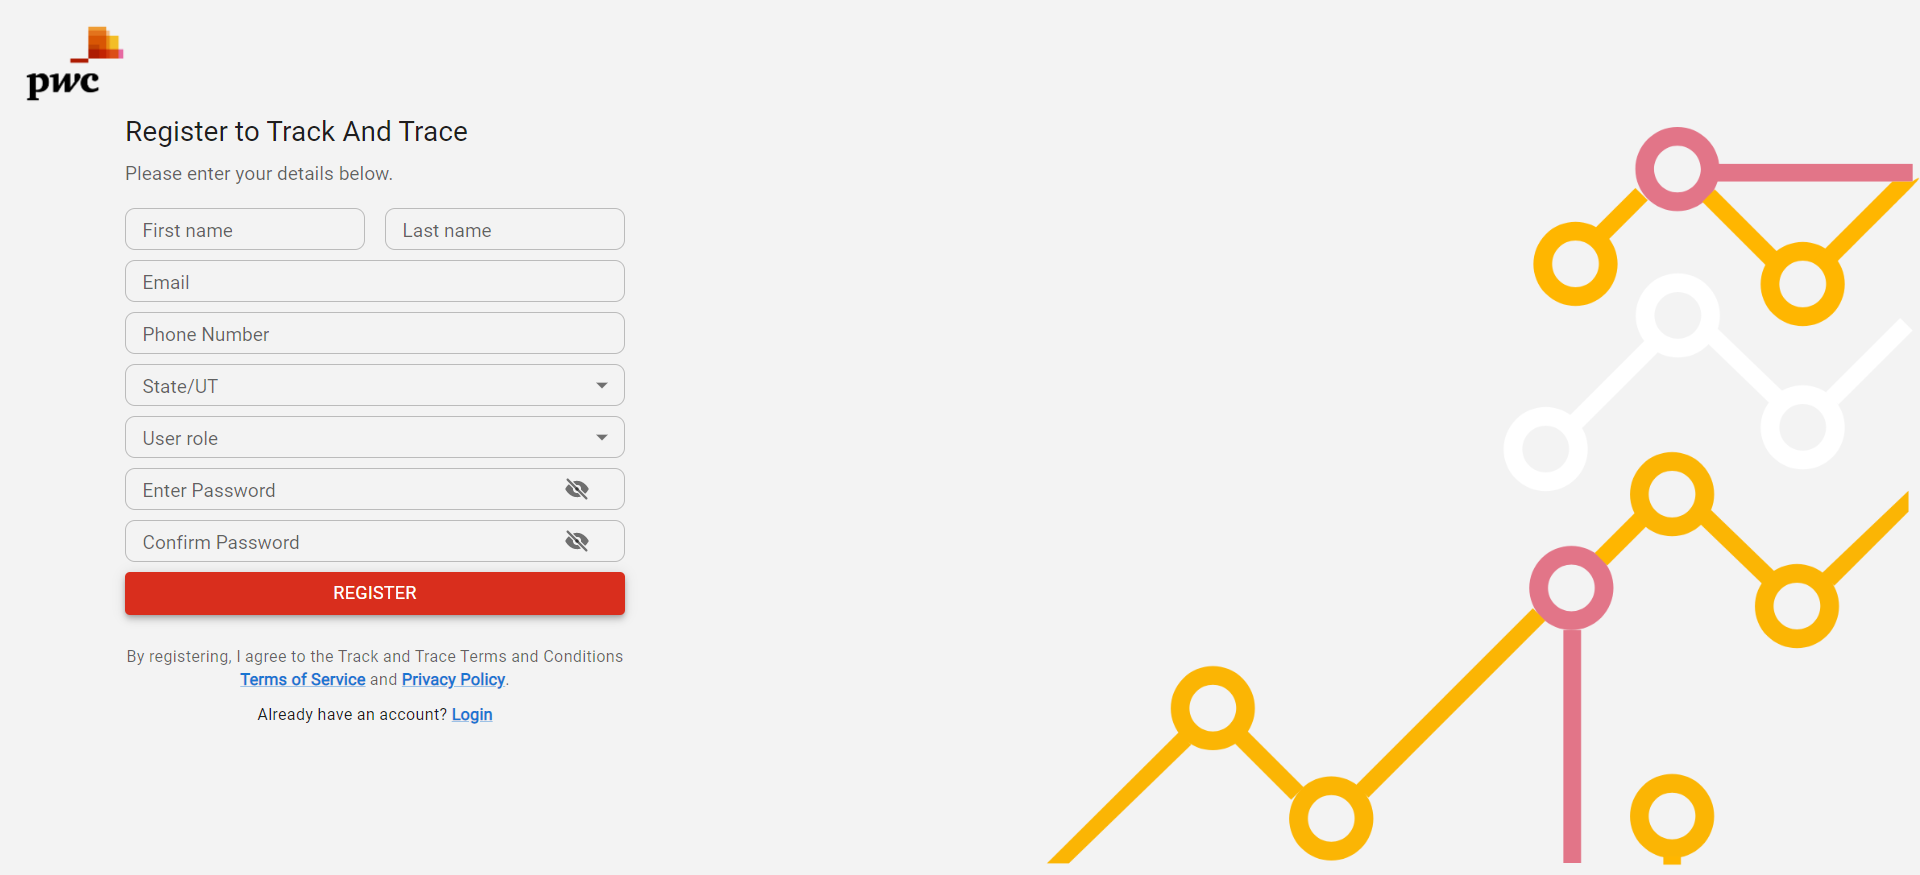 pwc
Register to Track And Trace
Please enter your details below.
First name
Last name
Email
Phone Number
State/UT
User role
Enter Password
Confirm Password
REGISTER
By registering, I agree to the Track and Trace Terms and Conditions
Terms of Service and Privacy Policy.
Already have an account? Login